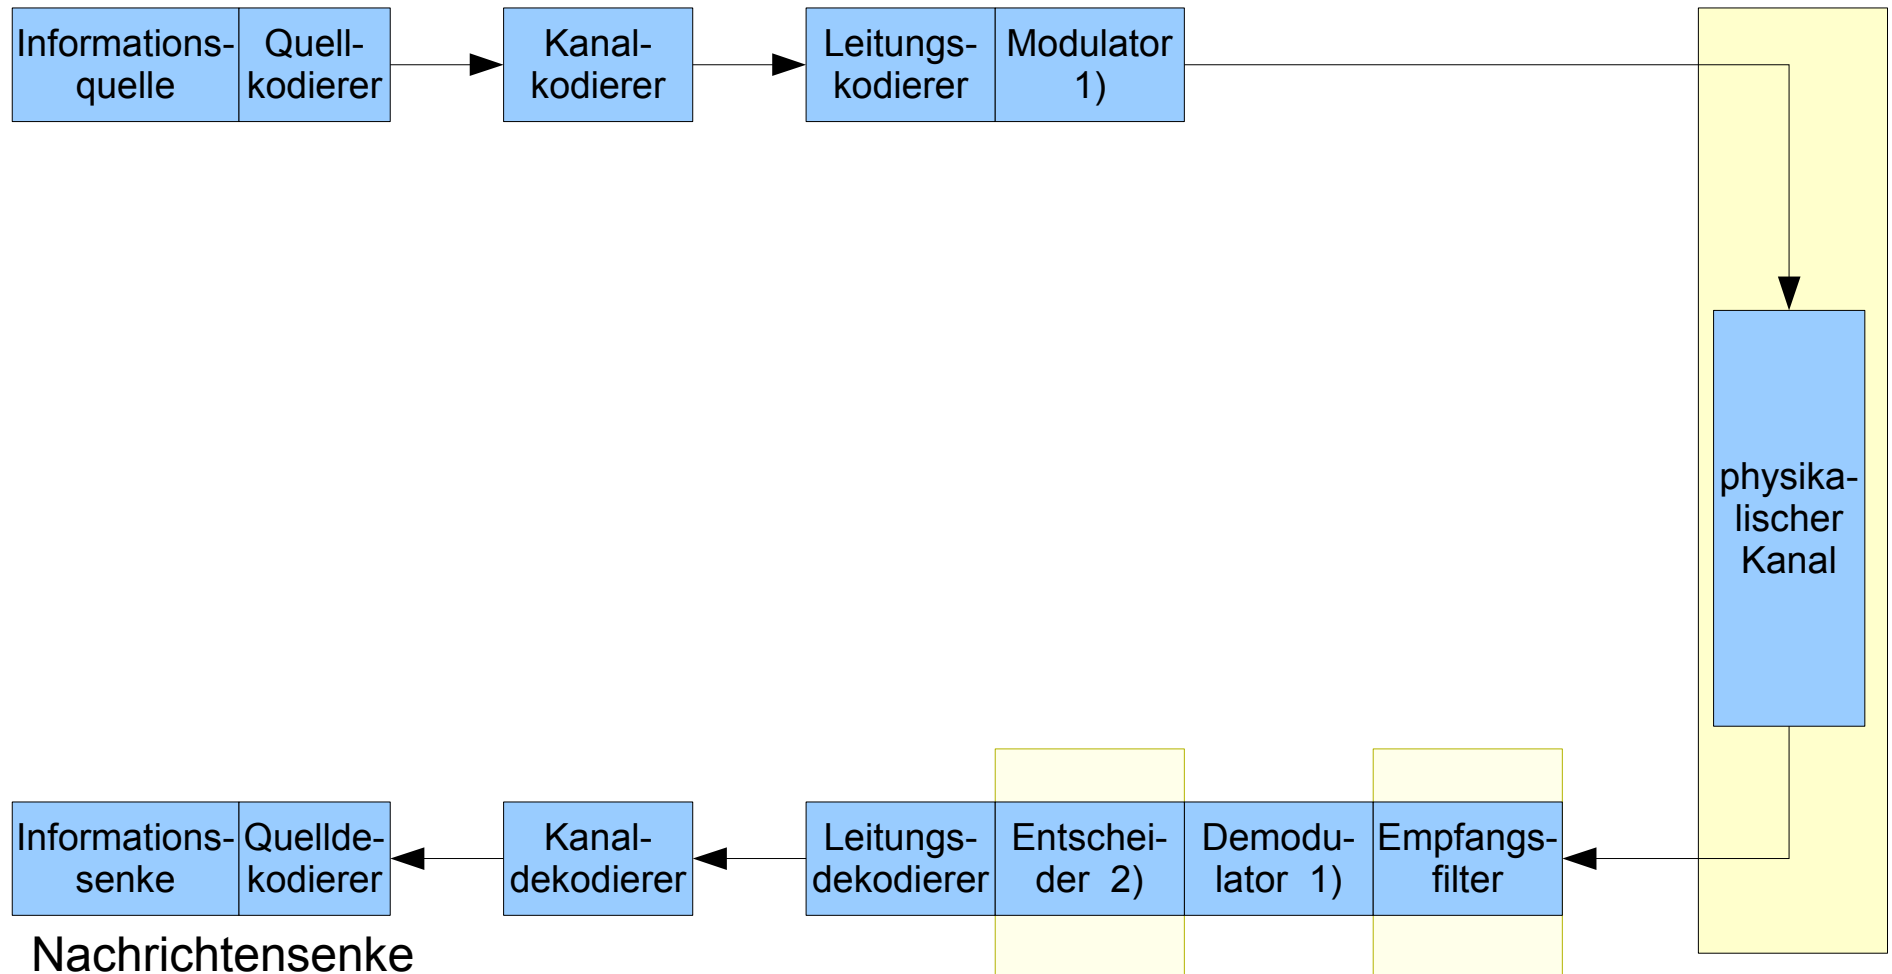 Informations-
quelle
Quell-
kodierer
Kanal-
kodierer
Leitungs-
kodierer
Modulator
1)
physika-
lischer
Kanal
Informations-
senke
Quellde-
kodierer
Kanal-
dekodierer
Leitungs-
dekodierer
Entschei-
der 2)
Demodu-
lator 1)
Empfangs-
filter
Nachrichtensenke